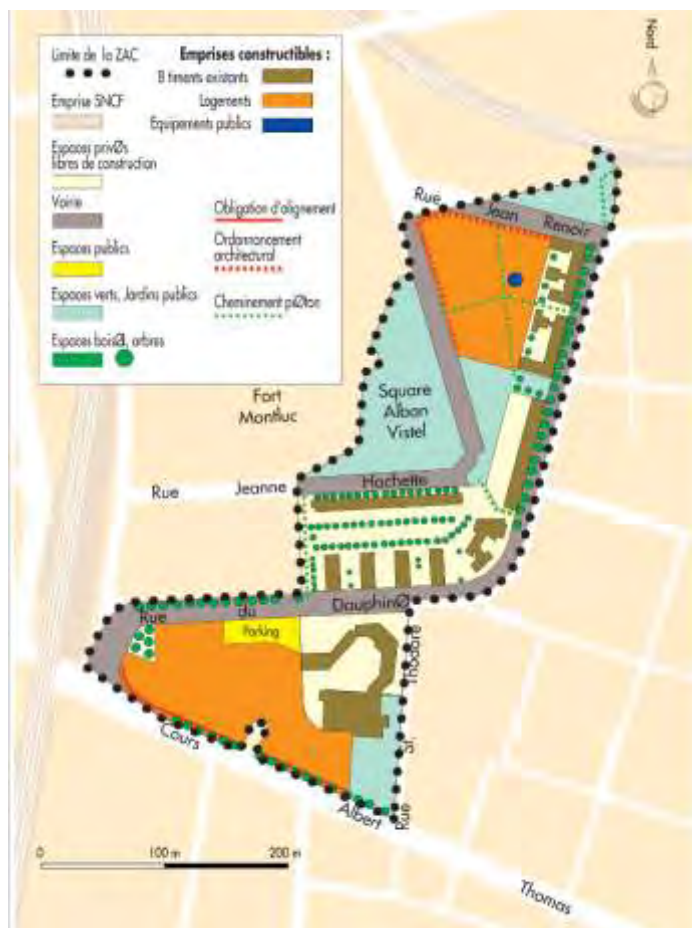 Limite de la ZAC
Emprise SNCF
Espaces privØs
libres de construction
Voirie
Espaces publics
Espaces verts, Jardins publics
Espaces boisØ, arbres
Emprises constructibles :
B timents existants
Logements
Equipements publics
Obligation d'alignement
Ordonnancement
architectural
Cheminement piØton
Nord
Rue Jean Renoir
Fort
Montluc
Square
Alban
Vistel
Rue Jeanne Hachette
Rue du DauphinØ
Parking
Rue St. ThØodore
Cours Albert Thomas
0 100 m 200 m